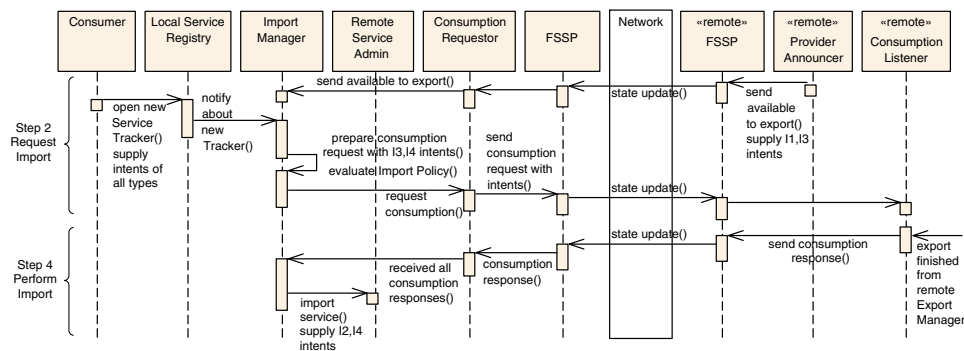 Consumer
Local Service
Registry
Import
Manager
Remote
Service
Admin
Consumption
Requestor
FSSP
Network
«remote»
FSSP
«remote»
Provider
Announcer
«remote»
Consumption
Listener
Step 2
Request
Import
send available to export()
state update()
send
available
to export()
supply I1,I3
intents
open new
Service
Tracker()
supply
intents of
all types
notify
about
new
Tracker()
prepare consumption
request with I3,I4 intents()
evaluate Import Policy()
send
consumption
request with
intents()
request
consumption()
state update()
Step 4
Perform
Import
state update()
send consumption
response()
export
finished
from
remote
Export
Manager
received all
consumption
responses()
consumption
response()
import
service()
supply I2,I4
intents